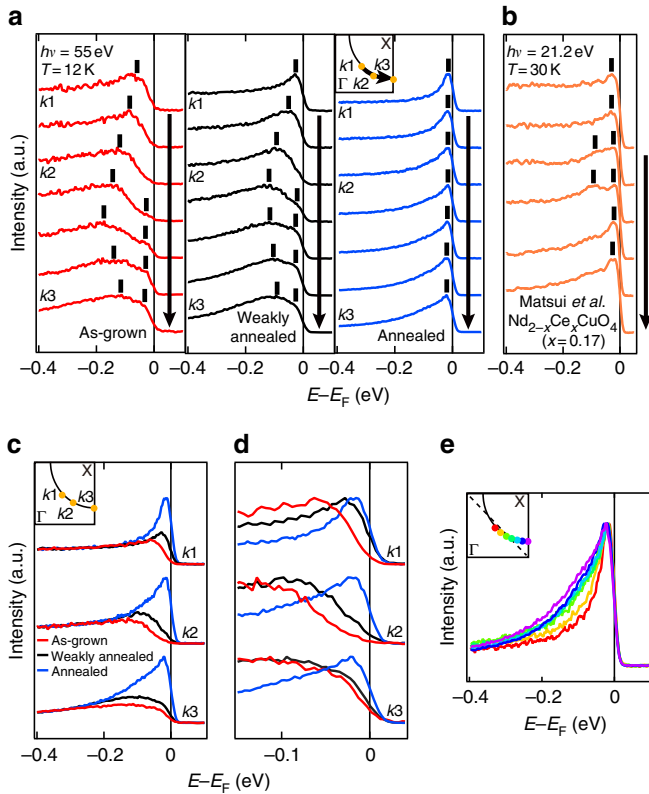 a
hν = 55 eV
T = 12 K
k1
k2
k3
As-grown
k1
k2
k3
Weakly
annealed
X
k1 k3
Γ k2
k1
k2
k3
Annealed
Intensity (a.u.)
−0.4 −0.2 0
−0.4 −0.2 0
−0.4 −0.2 0
E–EF (eV)
b
hν = 21.2 eV
T = 30 K
Matsui et al.
Nd2−xCexCuO4
(x = 0.17)
−0.4 −0.2 0
c
X
k1 k3
Γ k2
k1
k2
As-grown
Weakly annealed
Annealed
k3
Intensity (a.u.)
−0.4 −0.2 0
d
k1
k2
k3
−0.1 0
E–EF (eV)
e
X
Γ
Intensity (a.u.)
−0.4 −0.2 0
E–EF (eV)